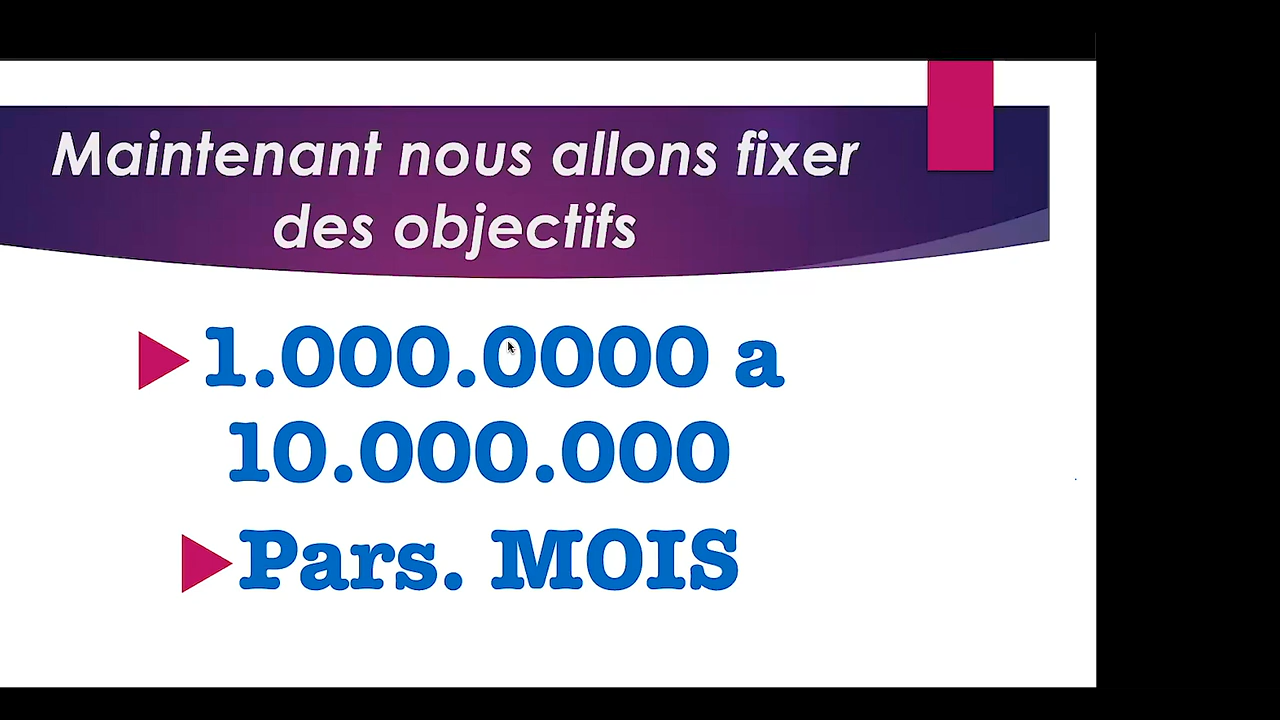 Maintenant nous allons fixer
des objectifs
1.000.0000 a
10.000.000
Pars. MOIS